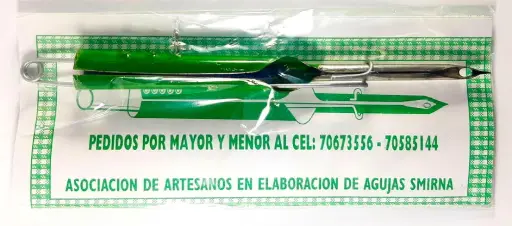 PEDIDOS POR MAYOR Y MENOR AL CEL: 70673556 - 70585144
ASOCIACION DE ARTESANOS EN ELABORACION DE AGUJAS SMIRNA